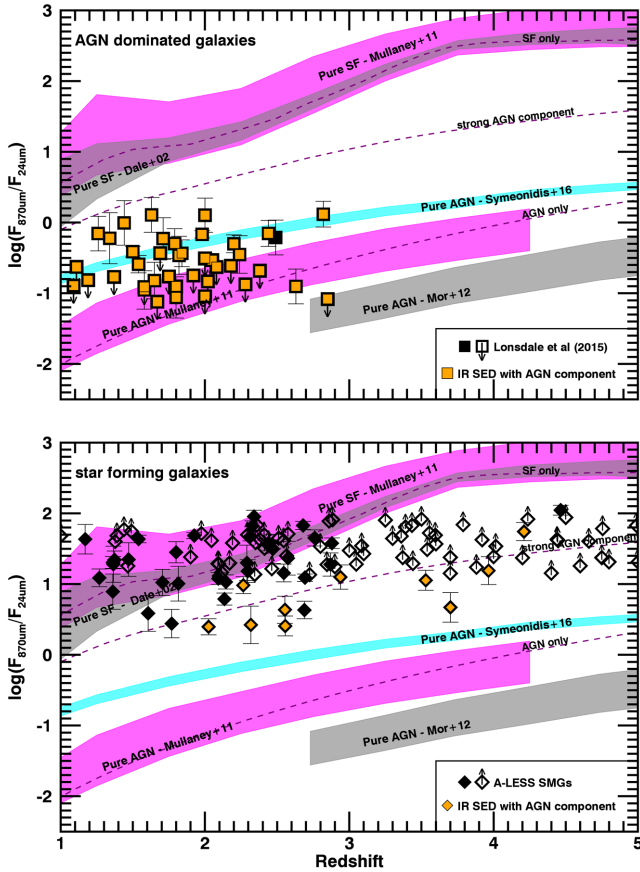 3
AGN dominated galaxies
Pure SF - Mullaney+11
SF only
2
Pure SF - Dale+02
strong AGN component
1
Pure AGN - Symeonidis+16
0
AGN only
-1
Pure AGN - Mullaney+11
Pure AGN - Mor+12
-2
Lonsdale et al (2015)
IR SED with AGN component
log(F870um/F24um)
1 2 3 4 5
3
star forming galaxies
Pure SF - Mullaney+11
SF only
2
strong AGN component
1
Pure SF - Dale+02
Pure AGN - Symeonidis+16
0
AGN only
-1
Pure AGN - Mullaney+11
Pure AGN - Mor+12
-2
A-LESS SMGs
IR SED with AGN component
log(F870um/F24um)
1 2 3 4 5
Redshift